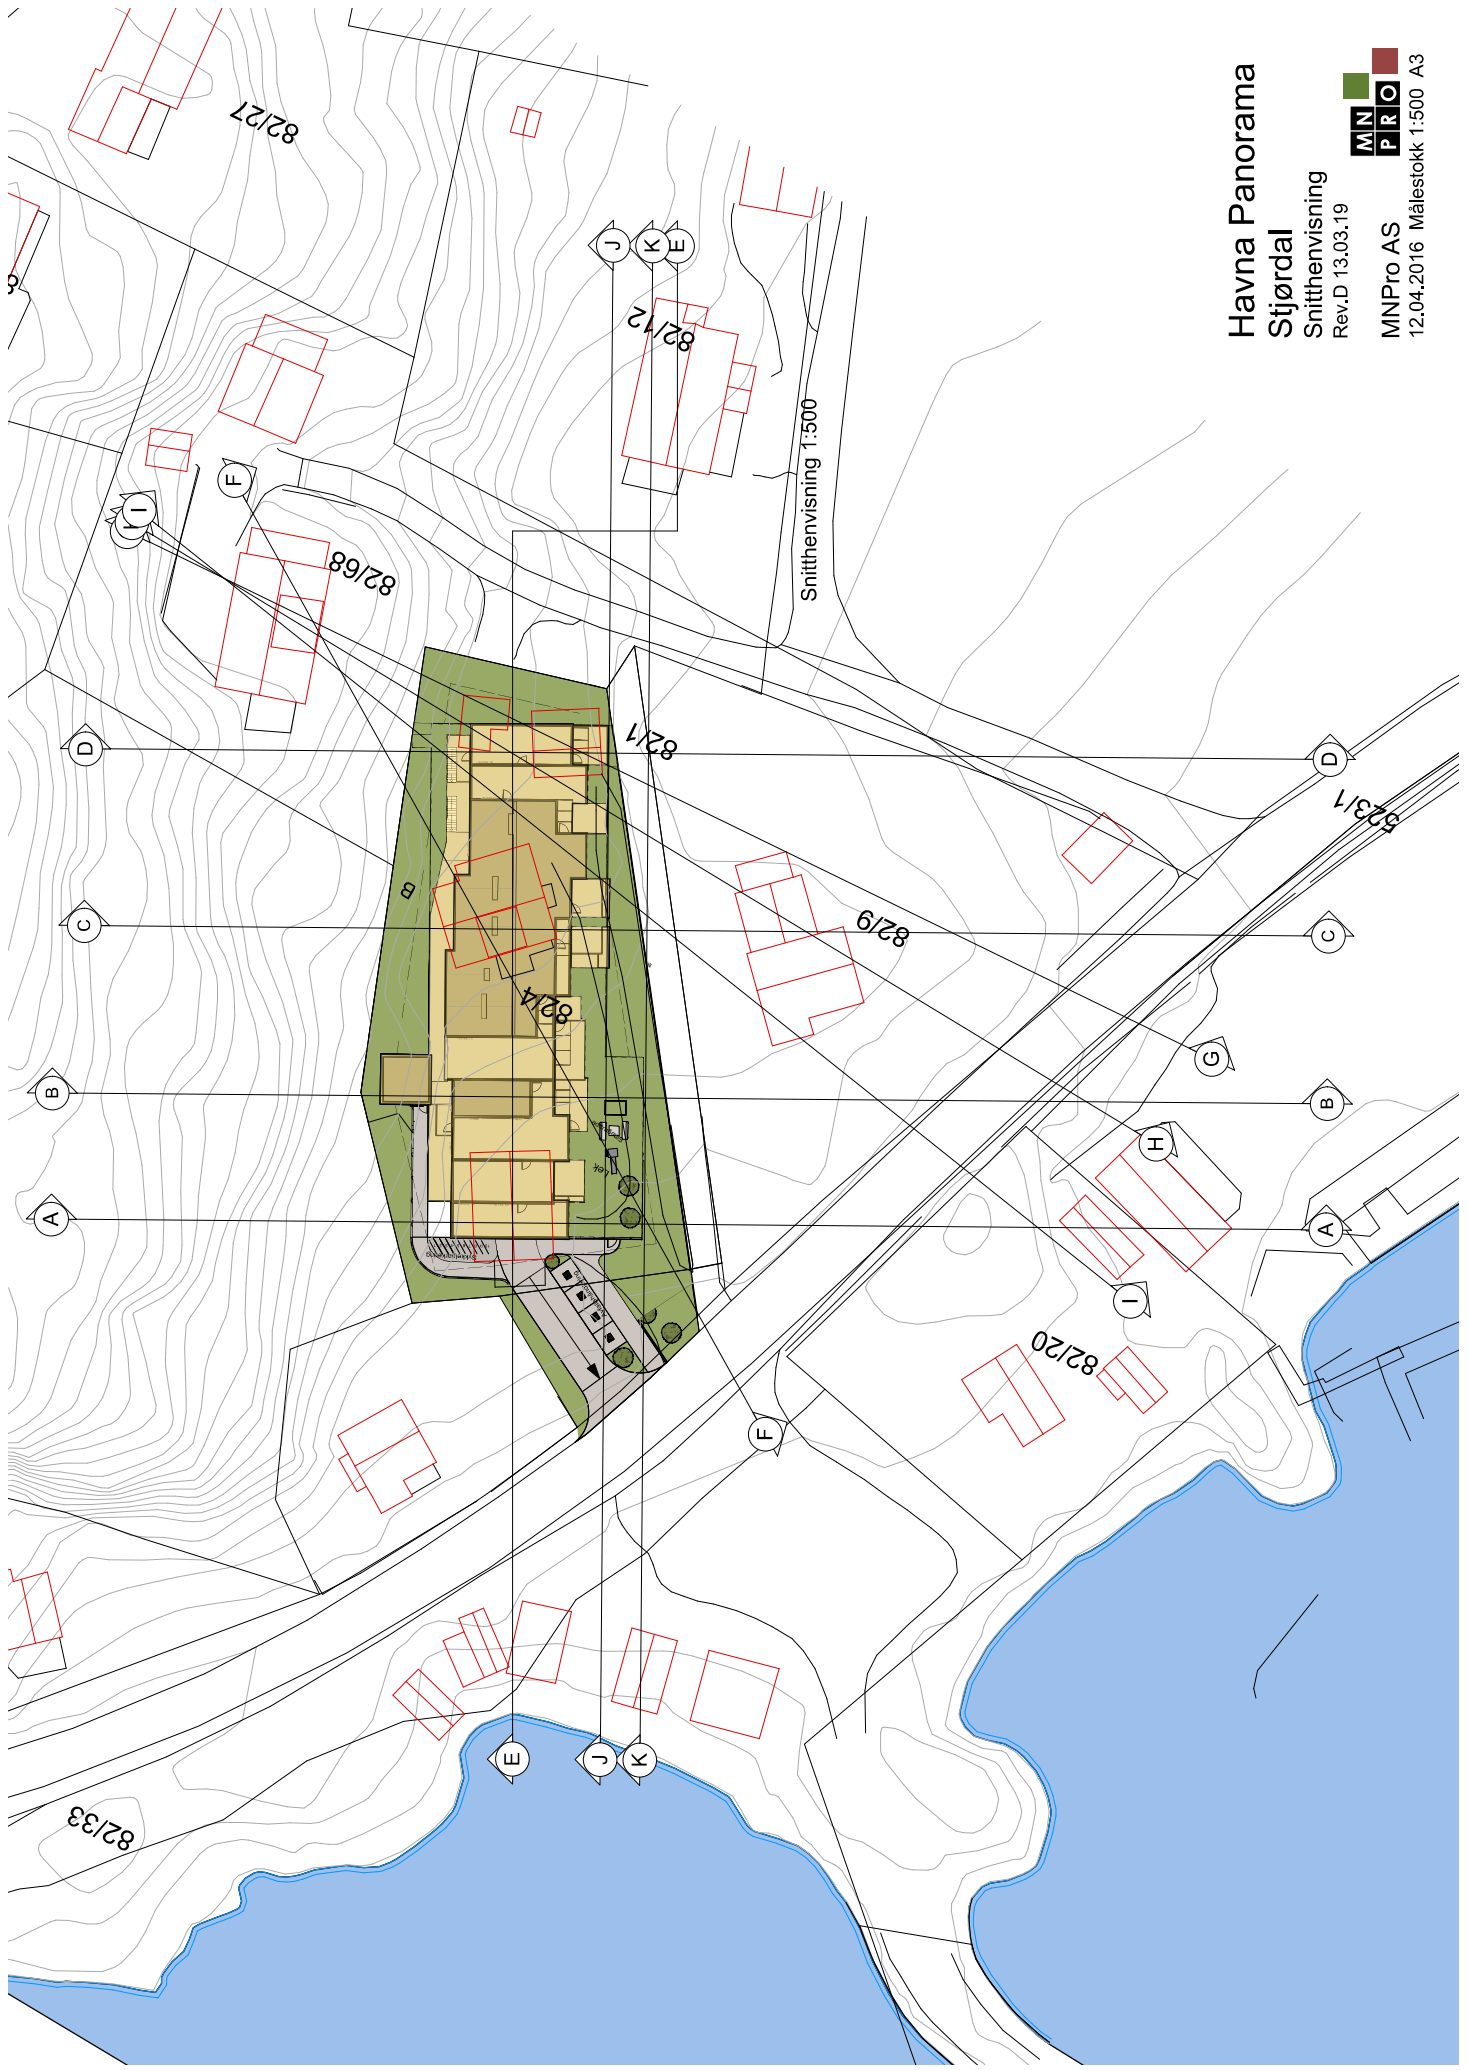 Havna Panorama
Stjørdal
Snitthenvisning
Rev.D 13.03.19
MNPro AS
12.04.2016 Målestokk 1:500 A3
MN
PRO
Snitthenvisning 1:500
82/27
82/12
82/68
82/1
82/4
82/9
523/1
82/20
82/33
B
Lek
J
K
E
F
I
D
D
C
C
B
B
A
A
G
H
I
F
E
J
K